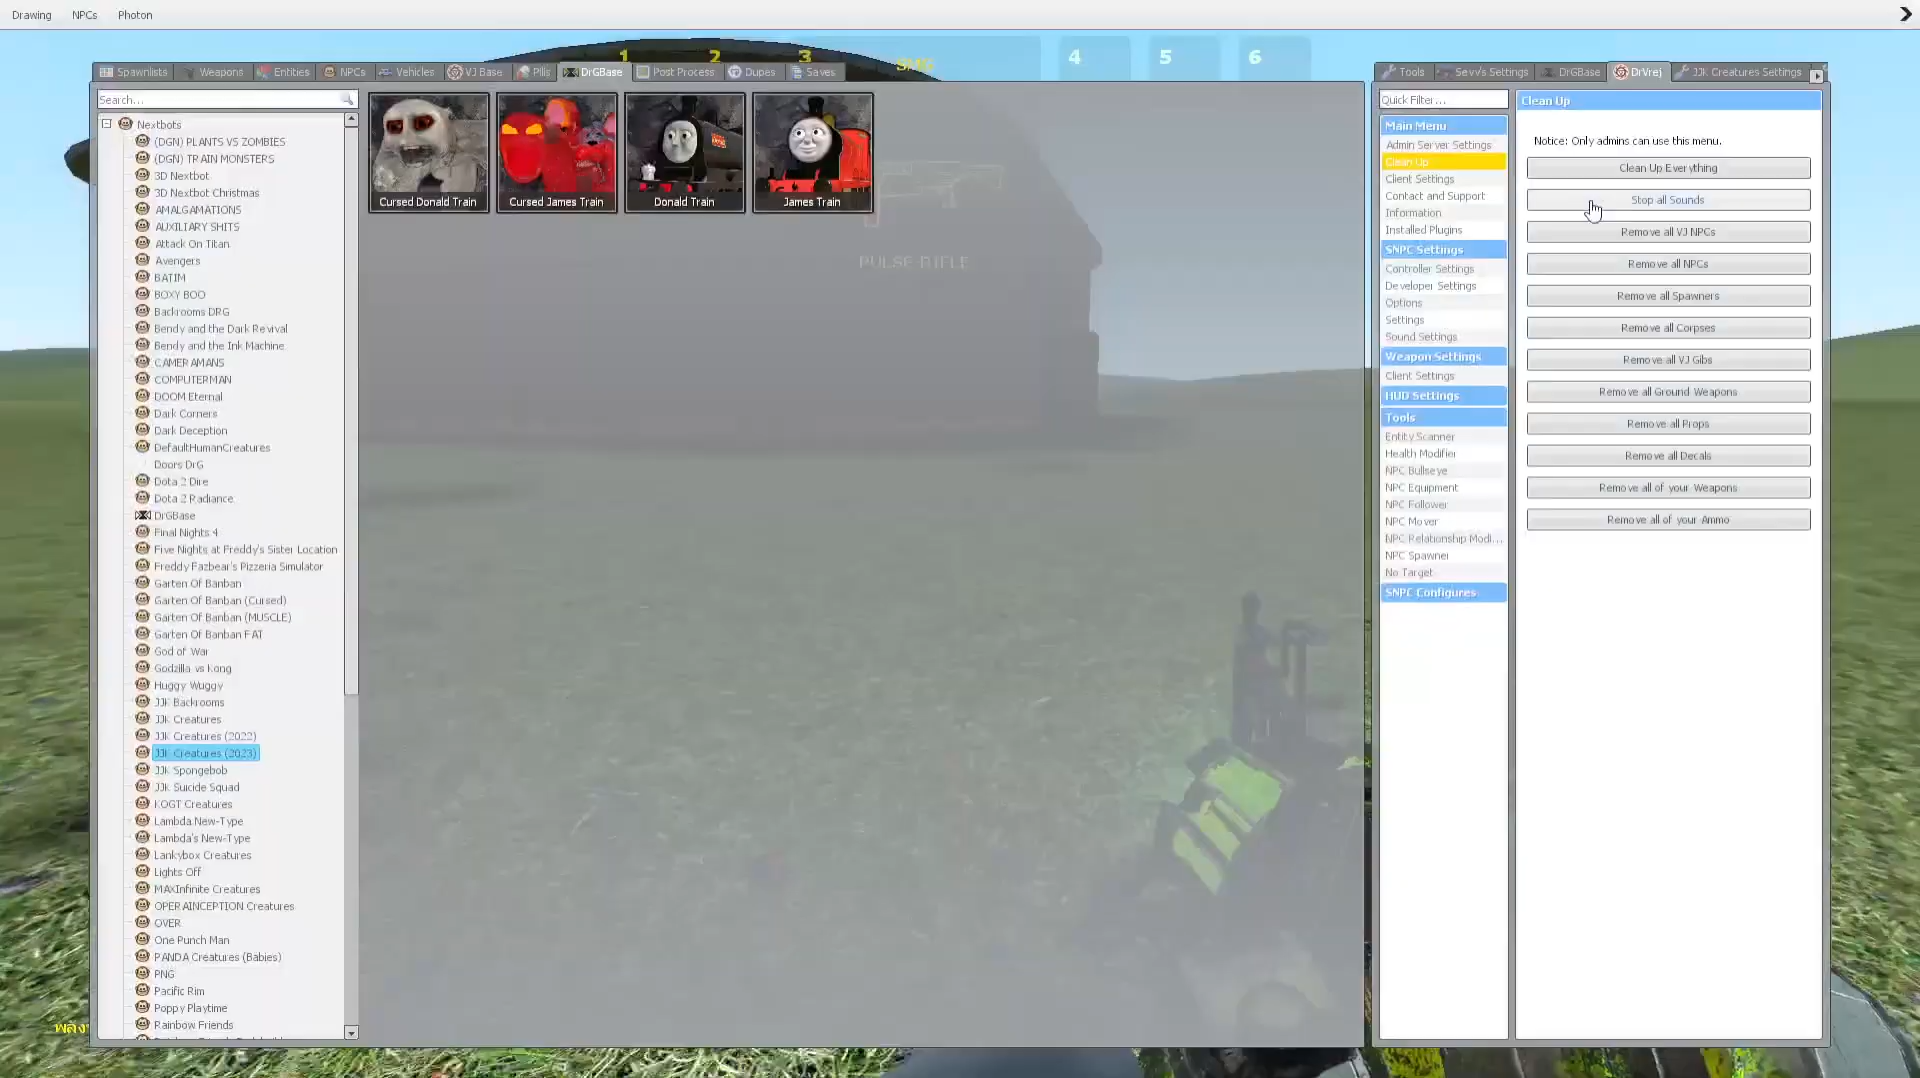 Drawing NPCs Photon
1 2 3 SMG 4 5 6
Spawnlists Weapons Entities NPCs Vehicles VJ Base Pills DrGBase Post Process Dupes Saves
Search...
Nextbots
(DGN) PLANTS VS ZOMBIES
(DGN) TRAIN MONSTERS
3D Nextbot
3D Nextbot Christmas
AMALGAMATIONS
AUXILIARY SHITS
Attack On Titan
Avengers
BATIM
BOXY BOO
Backrooms DRG
Bendy and the Dark Revival
Bendy and the Ink Machine
CAMERAMANS
COMPUTERMAN
DOOM Eternal
Dark Corners
Dark Deception
DefaultHumanCreatures
Doors DrG
Dota 2 Dire
Dota 2 Radiance
DrGBase
Final Nights 4
Five Nights at Freddy's Sister Location
Freddy Fazbear's Pizzeria Simulator
Garten Of Banban
Garten Of Banban (Cursed)
Garten Of Banban (MUSCLE)
Garten Of Banban FAT
God of War
Godzilla vs Kong
Huggy Wuggy
JJK Backrooms
JJK Creatures
JJK Creatures (2022)
JJK Creatures (2023)
JJK Spongebob
JJK Suicide Squad
KOGT Creatures
Lambda.New-Type
Lambda's New-Type
Lankybox Creatures
Lights Off
MAXInfinite Creatures
OPERAINCEPTION Creatures
OVER
One Punch Man
PANDA Creatures (Babies)
PNG
Pacific Rim
Poppy Playtime
Rainbow Friends
Cursed Donald Train
Cursed James Train
Donald Train
James Train
PULSE-RIFLE
Tools Sevv's Settings DrGBase DrVrej JJK Creatures Settings
Quick Filter...
Main Menu
Admin Server Settings
Clean Up
Client Settings
Contact and Support
Information
Installed Plugins
SNPC Settings
Controller Settings
Developer Settings
Options
Settings
Sound Settings
Weapon Settings
Client Settings
HUD Settings
Tools
Entity Scanner
Health Modifier
NPC Bullseye
NPC Equipment
NPC Follower
NPC Mover
NPC Relationship Modi...
NPC Spawner
No Target
SNPC Configures
Clean Up
Notice: Only admins can use this menu.
Clean Up Everything
Stop all Sounds
Remove all VJ NPCs
Remove all NPCs
Remove all Spawners
Remove all Corpses
Remove all VJ Gibs
Remove all Ground Weapons
Remove all Props
Remove all Decals
Remove all of your Weapons
Remove all of your Ammo